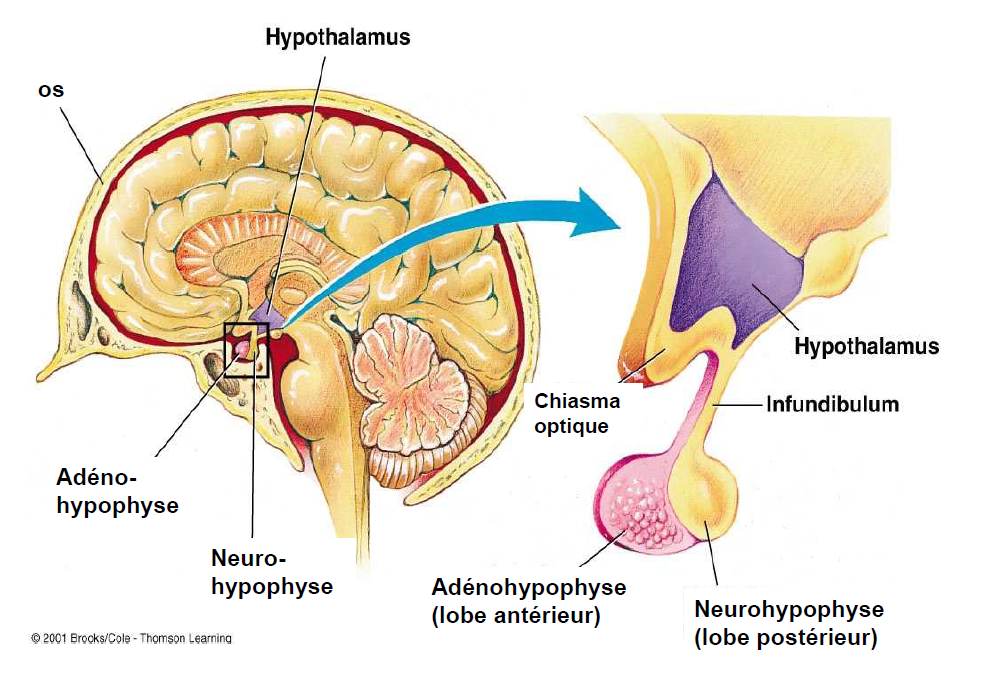 Hypothalamus
os
Hypothalamus
Chiasma
optique
Infundibulum
Adéno-
hypophyse
Neuro-
hypophyse
Adénohypophyse
(lobe antérieur)
Neurohypophyse
(lobe postérieur)
© 2001 Brooks/Cole - Thomson Learning